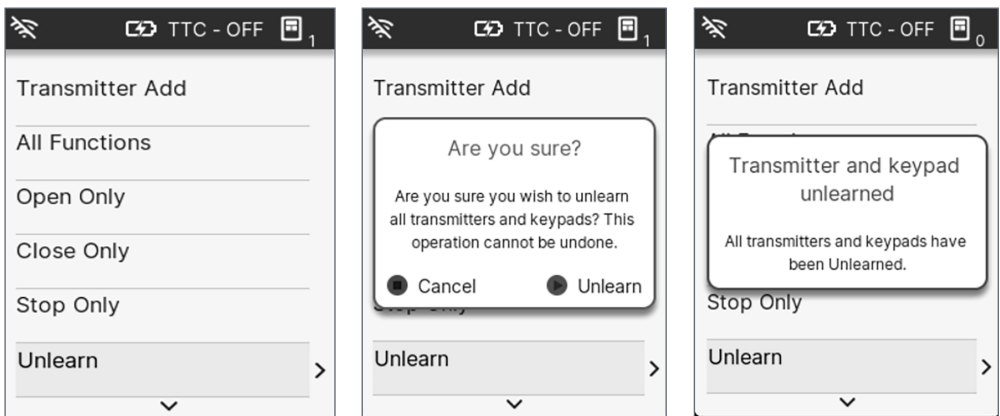 TTC - OFF 1
Transmitter Add
All Functions
Open Only
Close Only
Stop Only
Unlearn
TTC - OFF 1
Transmitter Add
Are you sure?
Are you sure you wish to unlearn
all transmitters and keypads? This
operation cannot be undone.
Cancel Unlearn
Stop Only
Unlearn
TTC - OFF 0
Transmitter Add
Transmitter and keypad
unlearned
All transmitters and keypads have
been Unlearned.
Stop Only
Unlearn